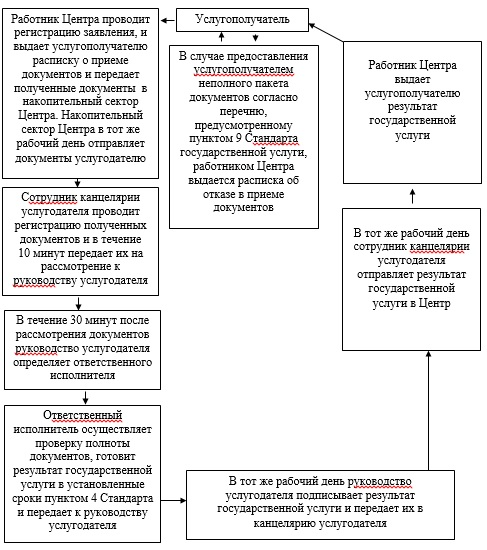 Услугополучатель
Работник Центра проводит
регистрацию заявления, и
выдает услугополучателю
расписку о приеме
документов и передает
полученные документы в
накопительный сектор
Центра. Накопительный
сектор Центра в тот же
рабочий день отправляет
документы услугодателю
В случае предоставления
услугополучателем
неполного пакета
документов согласно
перечню,
предусмотренному
пунктом 9 Стандарта
государственной услуги,
работником Центра
выдается расписка об
отказе в приеме
документов
Сотрудник канцелярии
услугодателя проводит
регистрацию полученных
документов и в течение
10 минут передает их на
рассмотрение к
руководству услугодателя
В течение 30 минут после
рассмотрения документов
руководство услугодателя
определяет ответственного
исполнителя
Ответственный
исполнитель осуществляет
проверку полноты
документов, готовит
результат государственной
услуги в установленные
сроки пунктом 4 Стандарта
и передает к руководству
услугодателя
В тот же рабочий день руководство
услугодателя подписывает результат
государственной услуги и передает их в
канцелярию услугодателя
В тот же рабочий день
сотрудник канцелярии
услугодателя
отправляет результат
государственной
услуги в Центр
Работник Центра
выдает
услугополучателю
результат
государственной
услуги